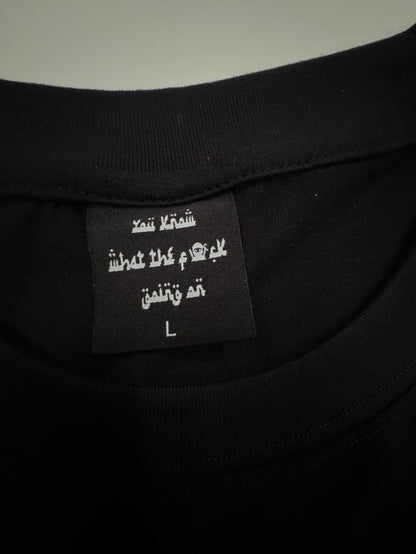 You Know
what the f*ck
going on
L